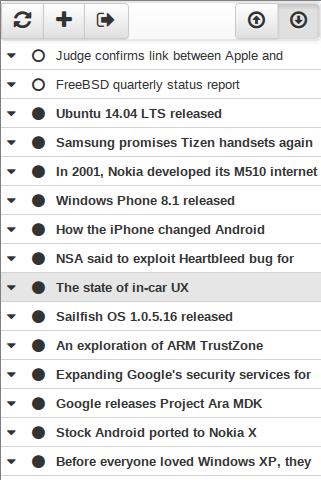 Judge confirms link between Apple and
FreeBSD quarterly status report
Ubuntu 14.04 LTS released
Samsung promises Tizen handsets again
In 2001, Nokia developed its M510 internet
Windows Phone 8.1 released
How the iPhone changed Android
NSA said to exploit Heartbleed bug for
The state of in-car UX
Sailfish OS 1.0.5.16 released
An exploration of ARM TrustZone
Expanding Google's security services for
Google releases Project Ara MDK
Stock Android ported to Nokia X
Before everyone loved Windows XP, they